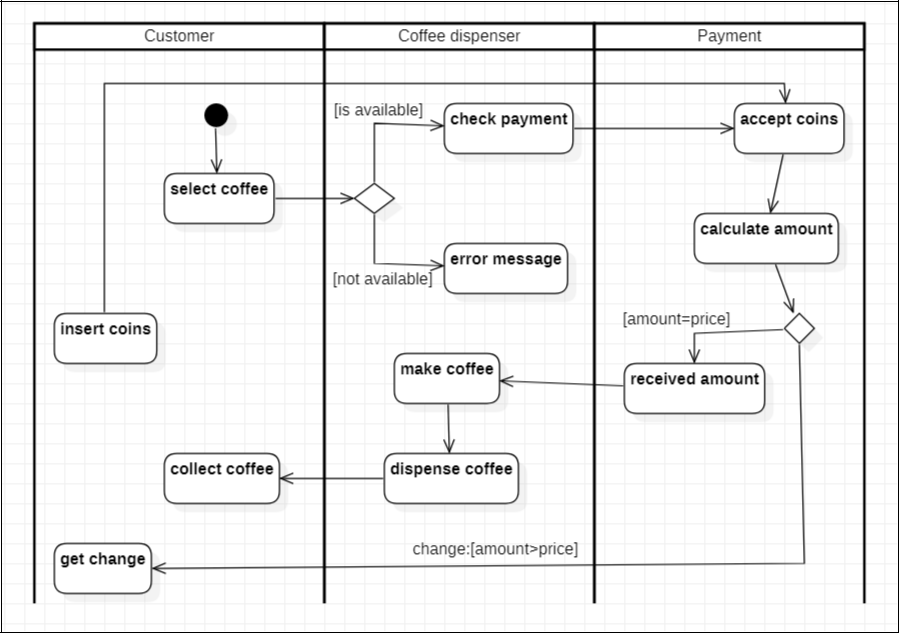 Customer
Coffee dispenser
Payment
[is available]
check payment
accept coins
select coffee
calculate amount
error message
[not available]
insert coins
[amount=price]
make coffee
received amount
collect coffee
dispense coffee
change:[amount>price]
get change